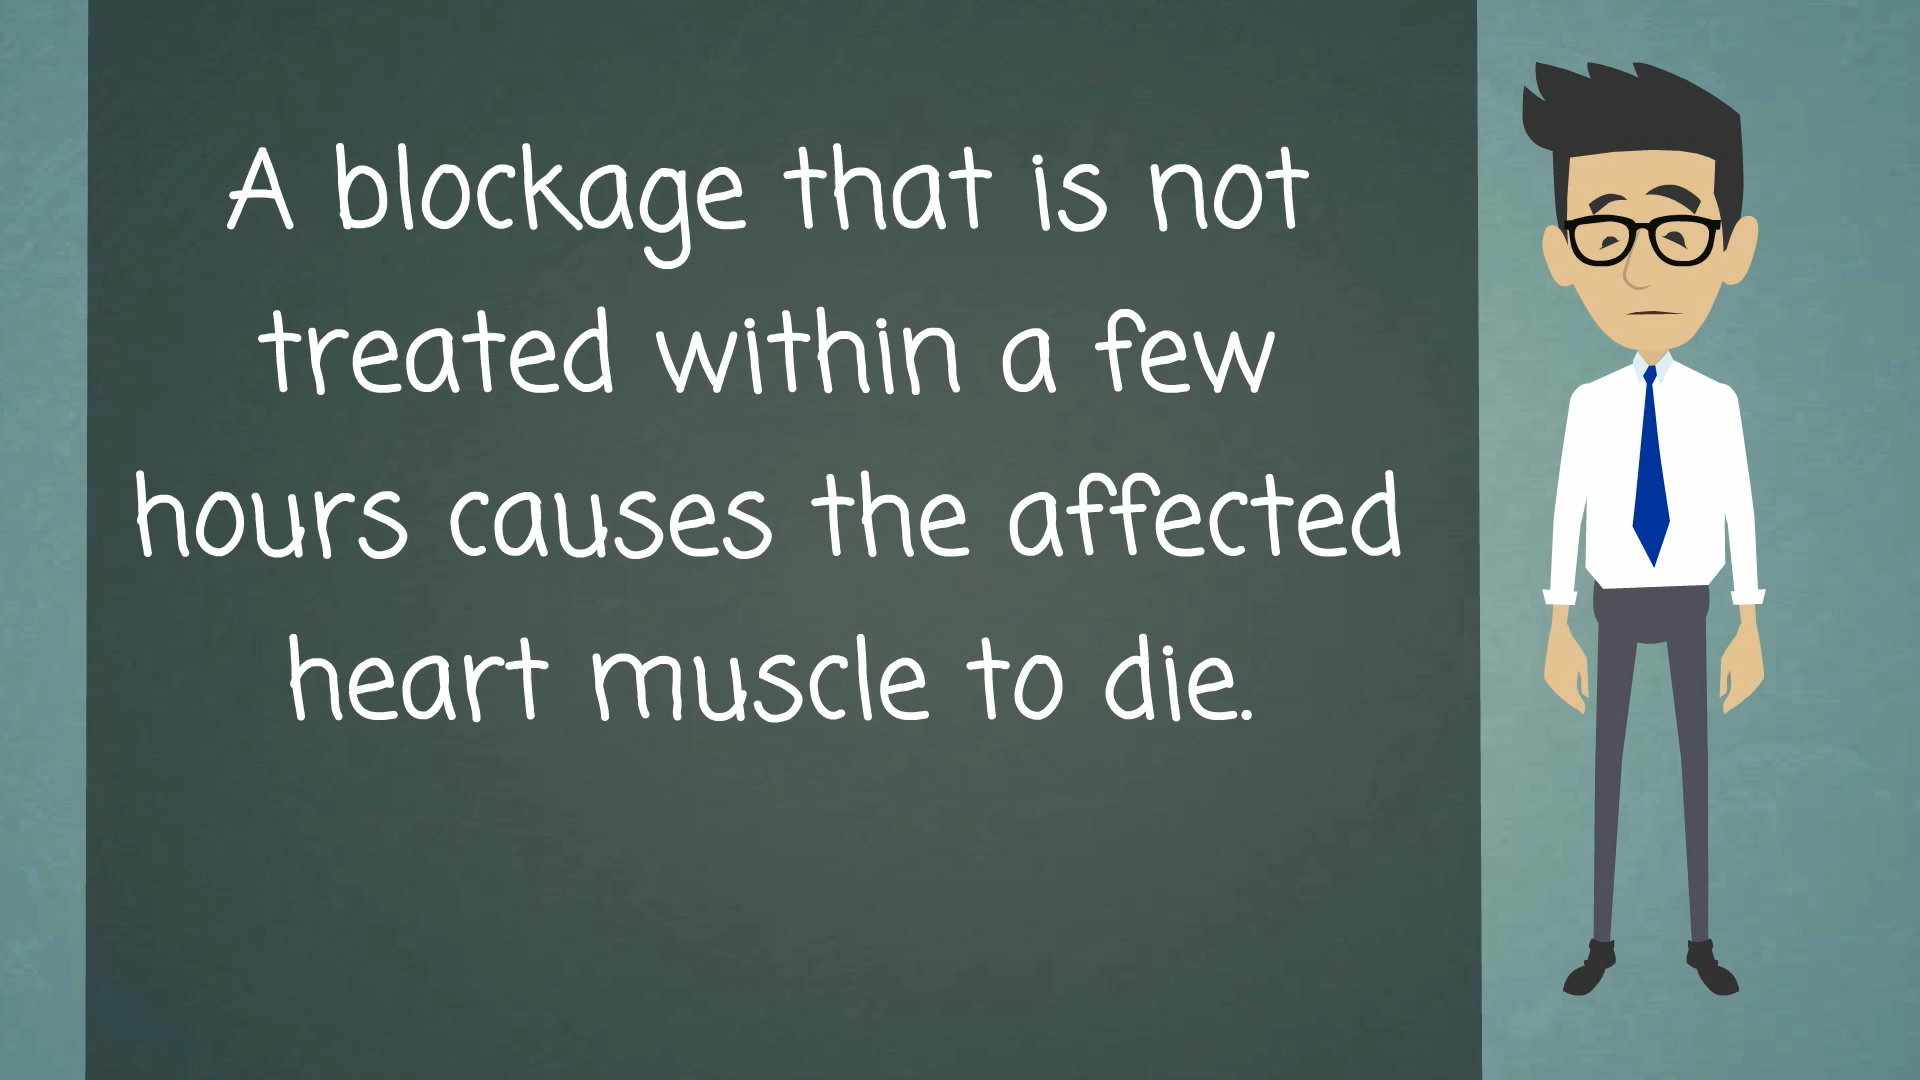 A blockage that is not
treated within a few
hours causes the affected
heart muscle to die.